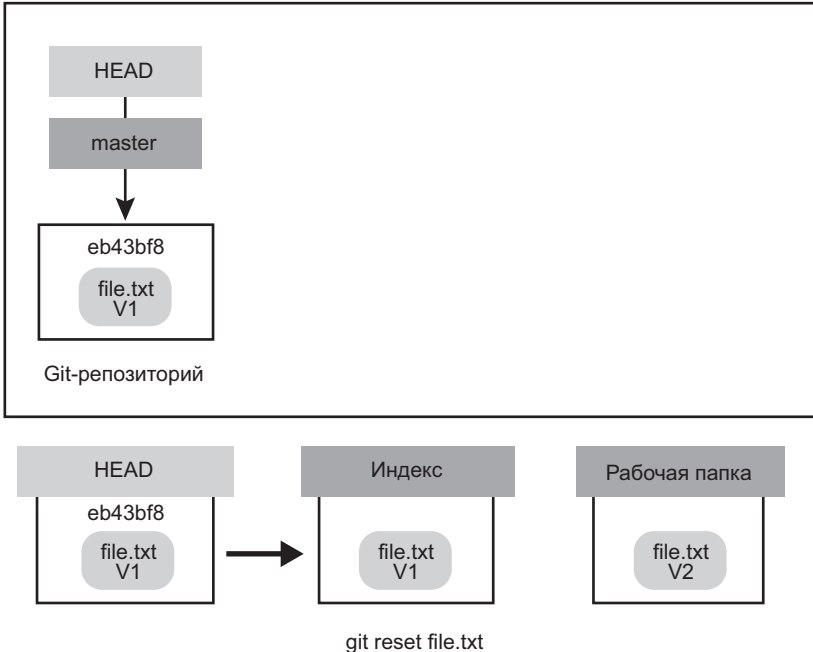 HEAD
master
eb43bf8
file.txt
V1
Git-репозиторий
HEAD
eb43bf8
file.txt
V1
Индекс
file.txt
V1
Рабочая папка
file.txt
V2
git reset file.txt